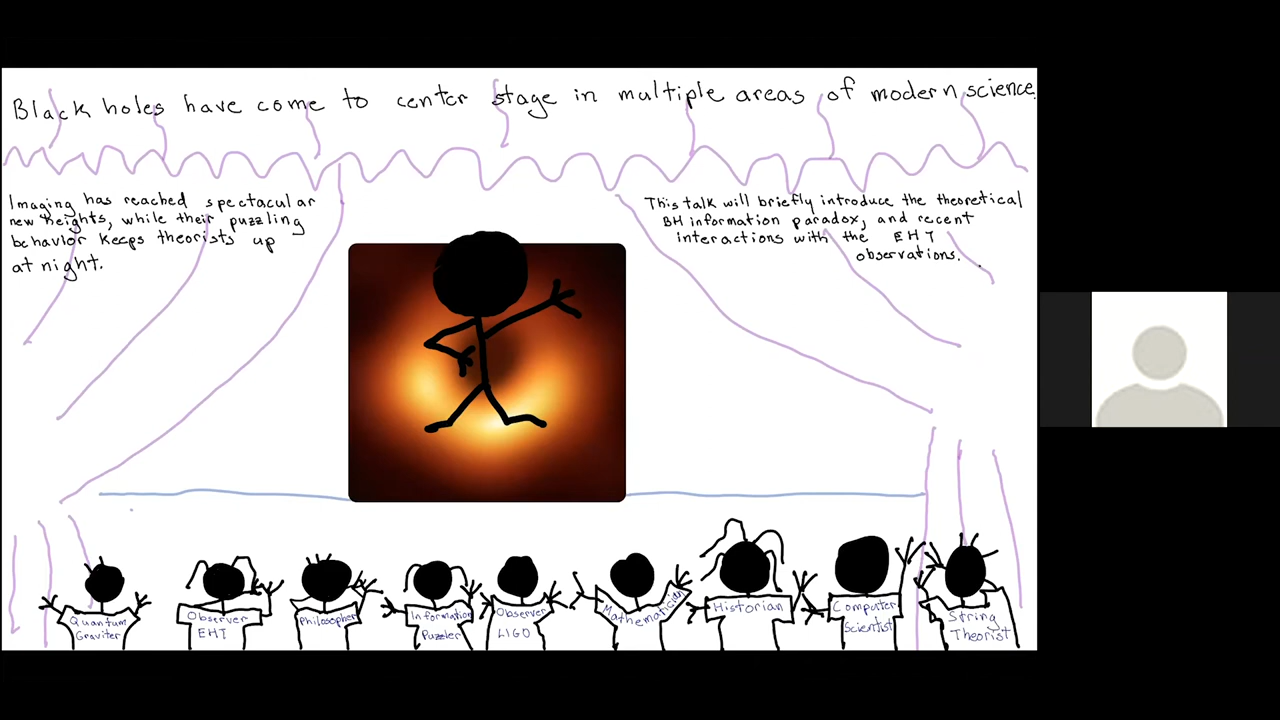 Black holes have come to center stage in multiple areas of modern science.
Imaging has reached spectacular
new heights, while their puzzling
behavior keeps theorists up
at night.
This talk will briefly introduce the theoretical
BH information paradox, and recent
interactions with the EHT
observations.
Quantum
Graviter
Observer
EHT
Philosopher
Information
Puzzler
Observer
LIGO
Mathematician
Historian
Computer
Scientist
String
Theorist